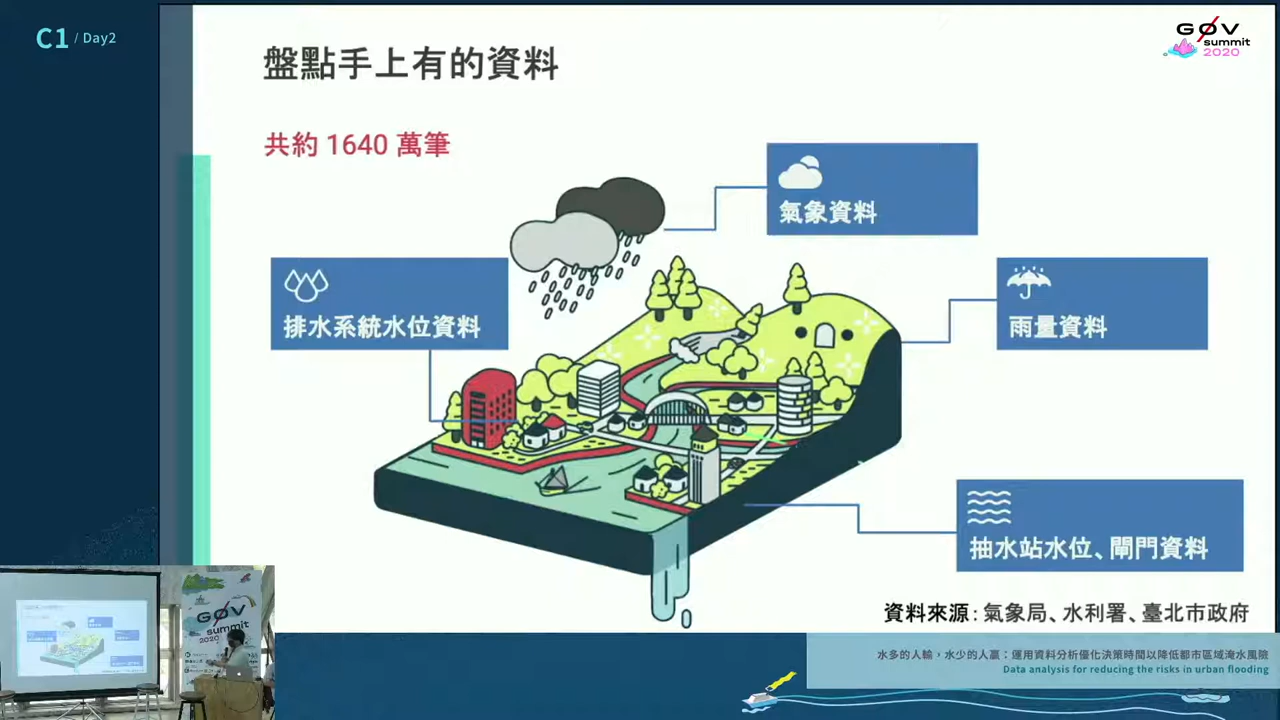 C1 / Day2
GØV
summit
2020
盤點手上有的資料
共約 1640 萬筆
氣象資料
排水系統水位資料
雨量資料
抽水站水位、閘門資料
資料來源:氣象局、水利署、臺北市政府
GØV
summit
2020
水多的人輸,水少的人贏:運用資料分析優化決策時間以降低都市區域淹水風險
Data analysis for reducing the risks in urban flooding